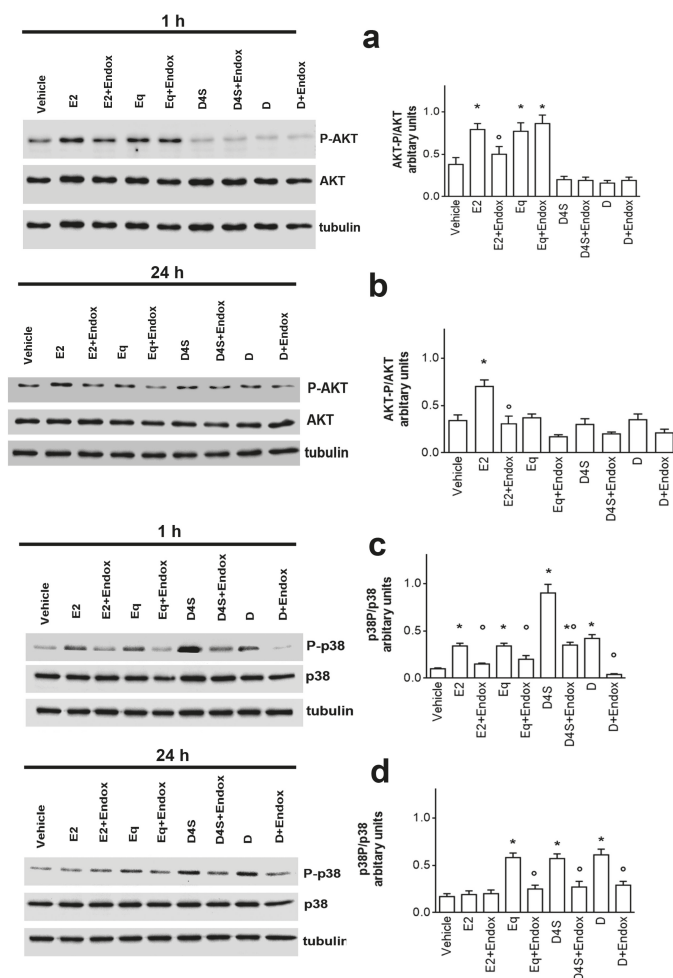 1 h
a
Vehicle
E2
E2+Endox
Eq
Eq+Endox
D4S
D4S+Endox
D
D+Endox
P-AKT
AKT
tubulin
AKT-P/AKT
arbitary units
1.0
0.5
0.0
*
°
*
*
Vehicle
E2
E2+Endox
Eq
Eq+Endox
D4S
D4S+Endox
D
D+Endox
24 h
b
Vehicle
E2
E2+Endox
Eq
Eq+Endox
D4S
D4S+Endox
D
D+Endox
P-AKT
AKT
tubulin
AKT-P/AKT
arbitary units
1.0
0.5
0.0
*
°
Vehicle
E2
E2+Endox
Eq
Eq+Endox
D4S
D4S+Endox
D
D+Endox
1 h
c
Vehicle
E2
E2+Endox
Eq
Eq+Endox
D4S
D4S+Endox
D
D+Endox
P-p38
p38
tubulin
p38P/p38
arbitary units
1.0
0.5
0.0
*
°
*
°
*
*°
*
°
Vehicle
E2
E2+Endox
Eq
Eq+Endox
D4S
D4S+Endox
D
D+Endox
24 h
d
Vehicle
E2
E2+Endox
Eq
Eq+Endox
D4S
D4S+Endox
D
D+Endox
P-p38
p38
tubulin
p38P/p38
arbitary units
1.0
0.5
0.0
*
°
*
°
*
°
Vehicle
E2
E2+Endox
Eq
Eq+Endox
D4S
D4S+Endox
D
D+Endox